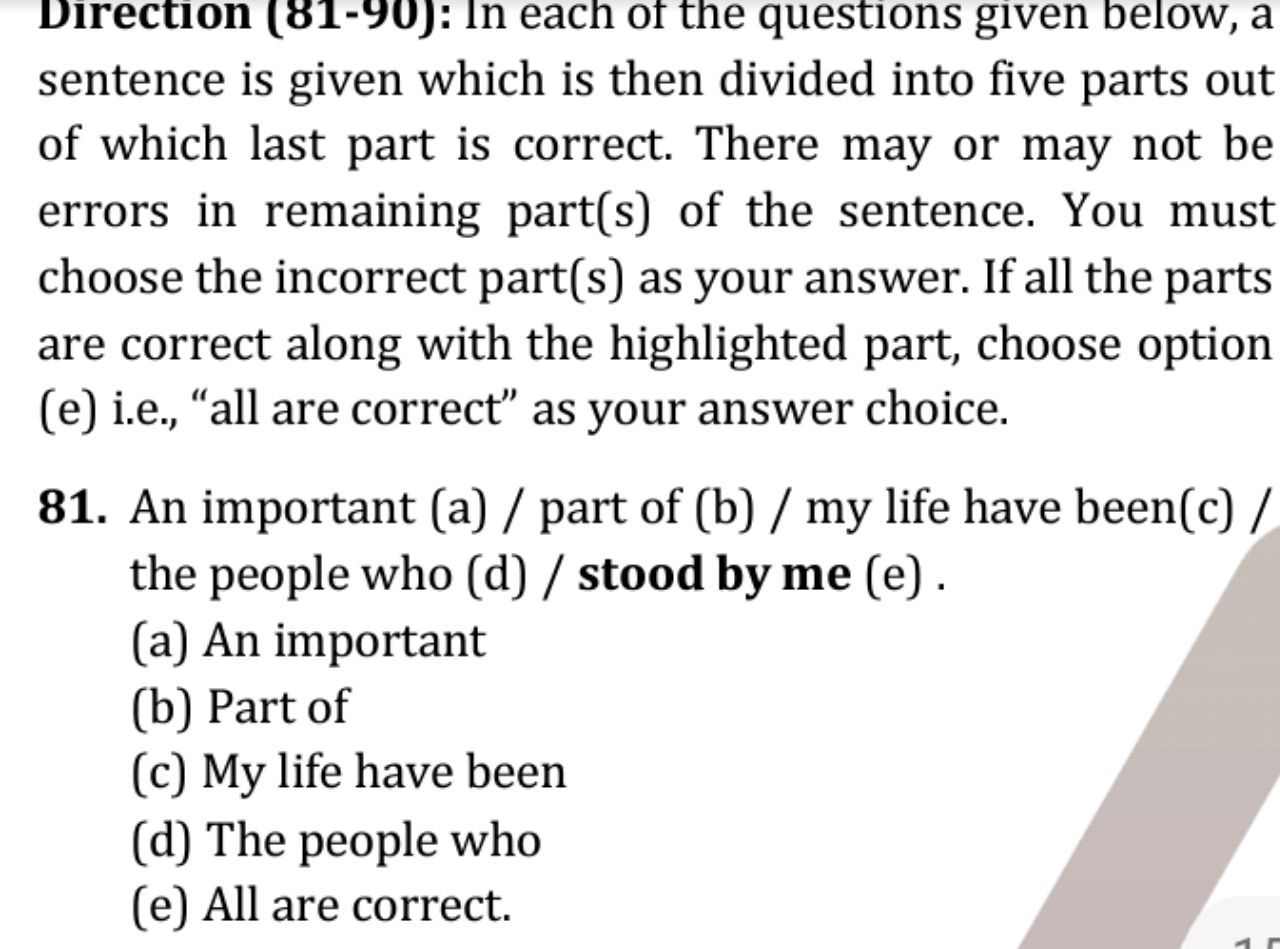 Direction (81-90): In each of the questions given below, a
sentence is given which is then divided into five parts out
of which last part is correct. There may or may not be
errors in remaining part(s) of the sentence. You must
choose the incorrect part(s) as your answer. If all the parts
are correct along with the highlighted part, choose option
(e) i.e., “all are correct” as your answer choice.
81. An important (a) / part of (b) / my life have been(c) /
the people who (d) / stood by me (e) .
(a) An important
(b) Part of
(c) My life have been
(d) The people who
(e) All are correct.